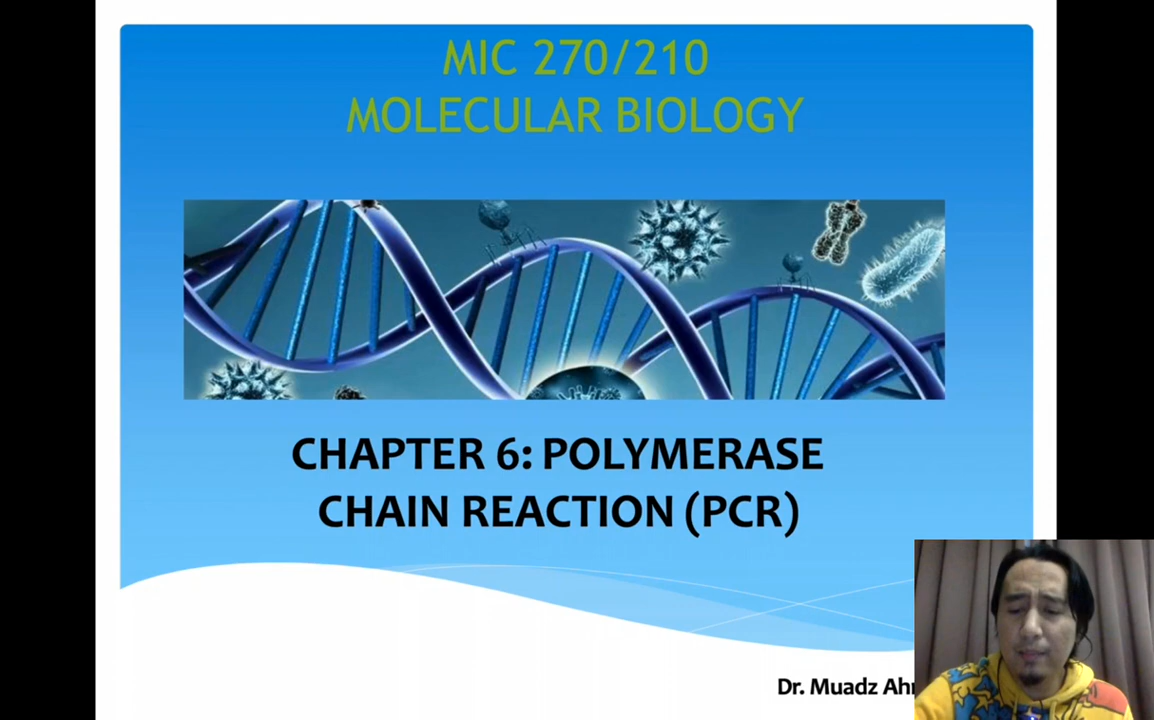 MIC 270/210
MOLECULAR BIOLOGY
CHAPTER 6: POLYMERASE
CHAIN REACTION (PCR)
Dr. Muadz